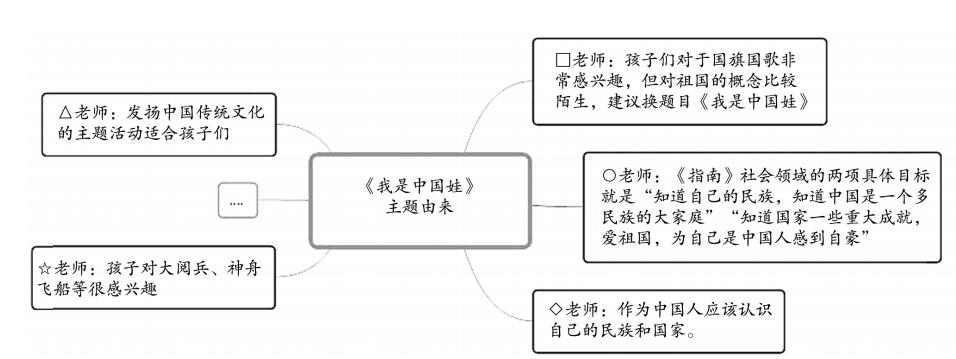 △老师：发扬中国传统文化
的主题活动适合孩子们
....
☆老师：孩子对大阅兵、神舟
飞船等很感兴趣
《我是中国娃》
主题由来
□老师：孩子们对于国旗国歌非
常感兴趣，但对祖国的概念比较
陌生，建议换题目《我是中国娃》
○老师：《指南》社会领域的两项具体目标
就是“知道自己的民族，知道中国是一个多
民族的大家庭”“知道国家一些重大成就，
爱祖国，为自己是中国人感到自豪”
◇老师：作为中国人应该认识
自己的民族和国家。